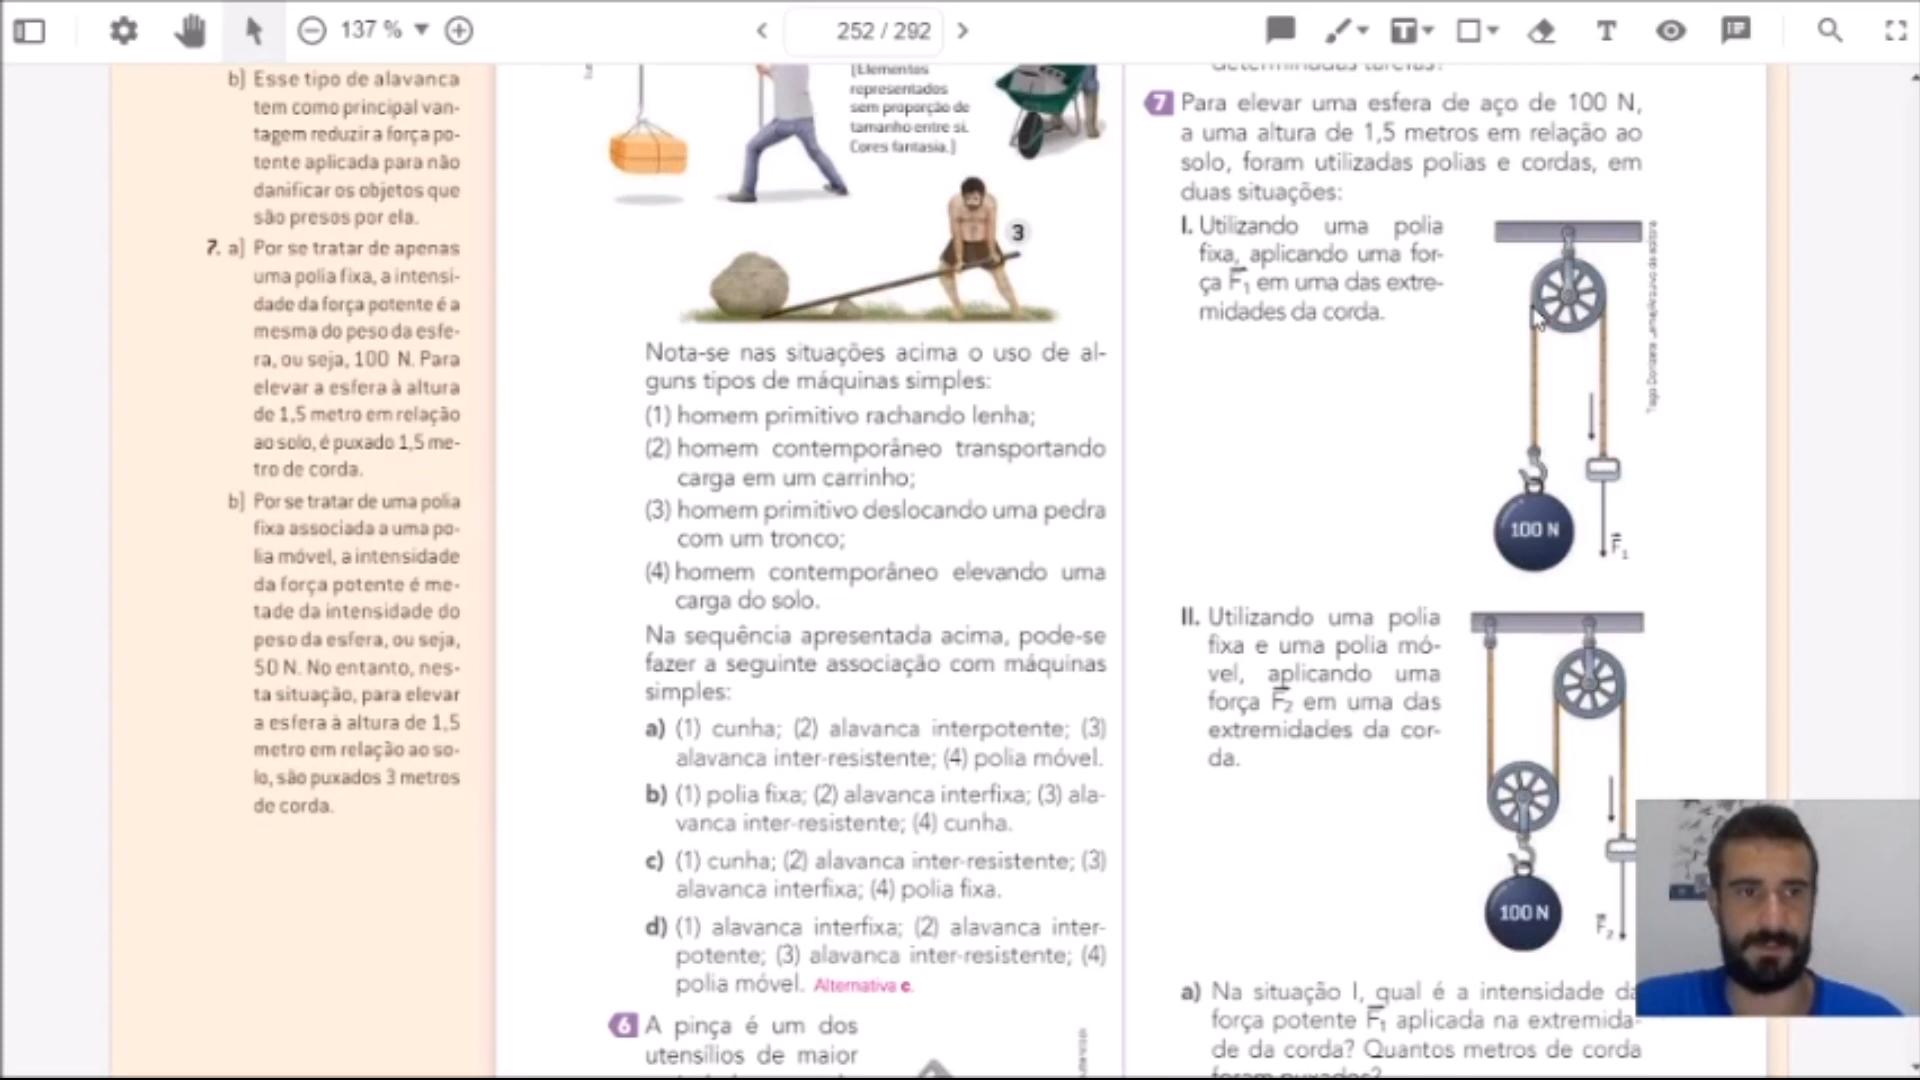 137 %
252 / 292
b] Esse tipo de alavanca
tem como principal van-
tagem reduzir a força po-
tente aplicada para não
danificar os objetos que
são presos por ela.
7. a] Por se tratar de apenas
uma polia fixa, a intensi-
dade da força potente é a
mesma do peso da esfe-
ra, ou seja, 100 N. Para
elevar a esfera à altura
de 1,5 metro em relação
ao solo, é puxado 1,5 me-
tro de corda.
b] Por se tratar de uma polia
fixa associada a uma po-
lia móvel, a intensidade
da força potente é me-
tade da intensidade do
peso da esfera, ou seja,
50 N. No entanto, nes-
ta situação, para elevar
a esfera à altura de 1,5
metro em relação ao so-
lo, são puxados 3 metros
de corda.
[Elementos
representados
sem proporção de
tamanho entre si.
Cores fantasia.]
3
Nota-se nas situações acima o uso de al-
guns tipos de máquinas simples:
(1) homem primitivo rachando lenha;
(2) homem contemporâneo transportando
carga em um carrinho;
(3) homem primitivo deslocando uma pedra
com um tronco;
(4) homem contemporâneo elevando uma
carga do solo.
Na sequência apresentada acima, pode-se
fazer a seguinte associação com máquinas
simples:
a) (1) cunha; (2) alavanca interpotente; (3)
alavanca inter-resistente; (4) polia móvel.
b) (1) polia fixa; (2) alavanca interfixa; (3) ala-
vanca inter-resistente; (4) cunha.
c) (1) cunha; (2) alavanca inter-resistente; (3)
alavanca interfixa; (4) polia fixa.
d) (1) alavanca interfixa; (2) alavanca inter-
potente; (3) alavanca inter-resistente; (4)
polia móvel. Alternativa c.
6 A pinça é um dos
utensílios de maior
determinadas tarefas?
7 Para elevar uma esfera de aço de 100 N,
a uma altura de 1,5 metros em relação ao
solo, foram utilizadas polias e cordas, em
duas situações:
I. Utilizando uma polia
fixa, aplicando uma for-
ça F₁ em uma das extre-
midades da corda.
100 N
F₁
II. Utilizando uma polia
fixa e uma polia mó-
vel, aplicando uma
força F₂ em uma das
extremidades da cor-
da.
100 N
F₂
a) Na situação I, qual é a intensidade da
força potente F₁ aplicada na extremida-
de da corda? Quantos metros de corda
foram puxados?